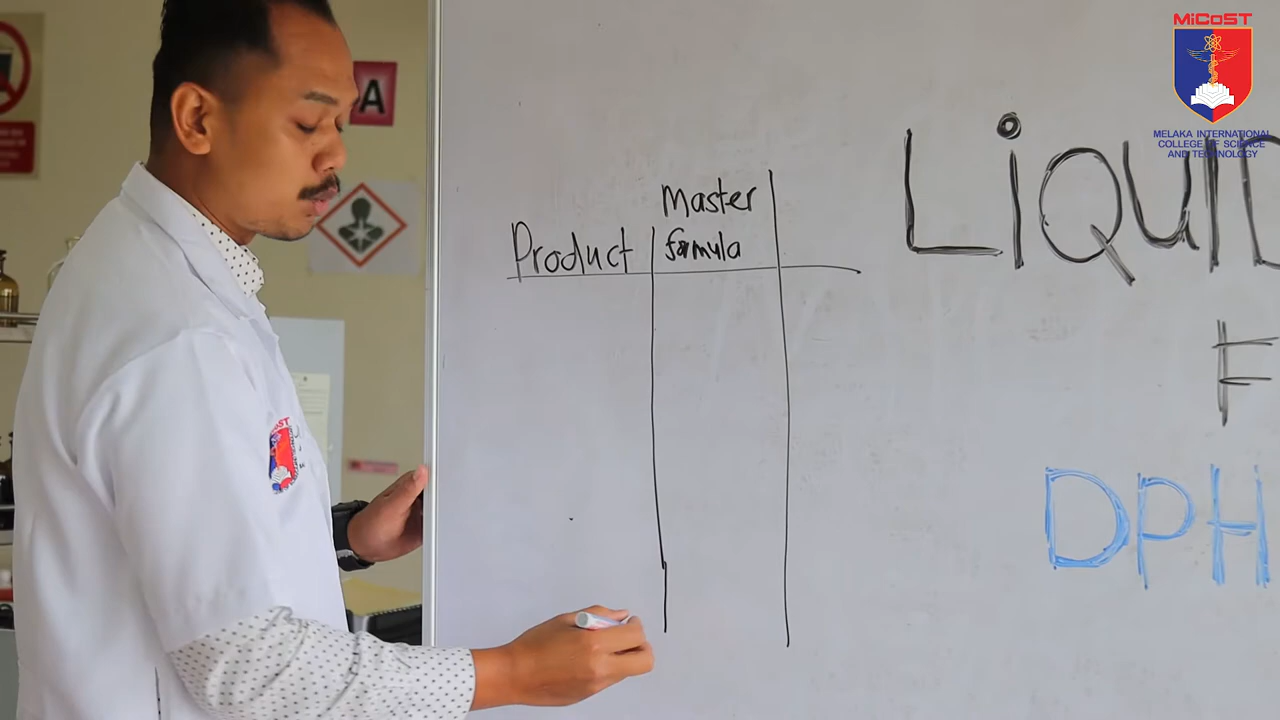 MiCoST
MELAKA INTERNATIONAL
COLLEGE OF SCIENCE
AND TECHNOLOGY
A
Master
Product formula
LiQUID
F
DPH